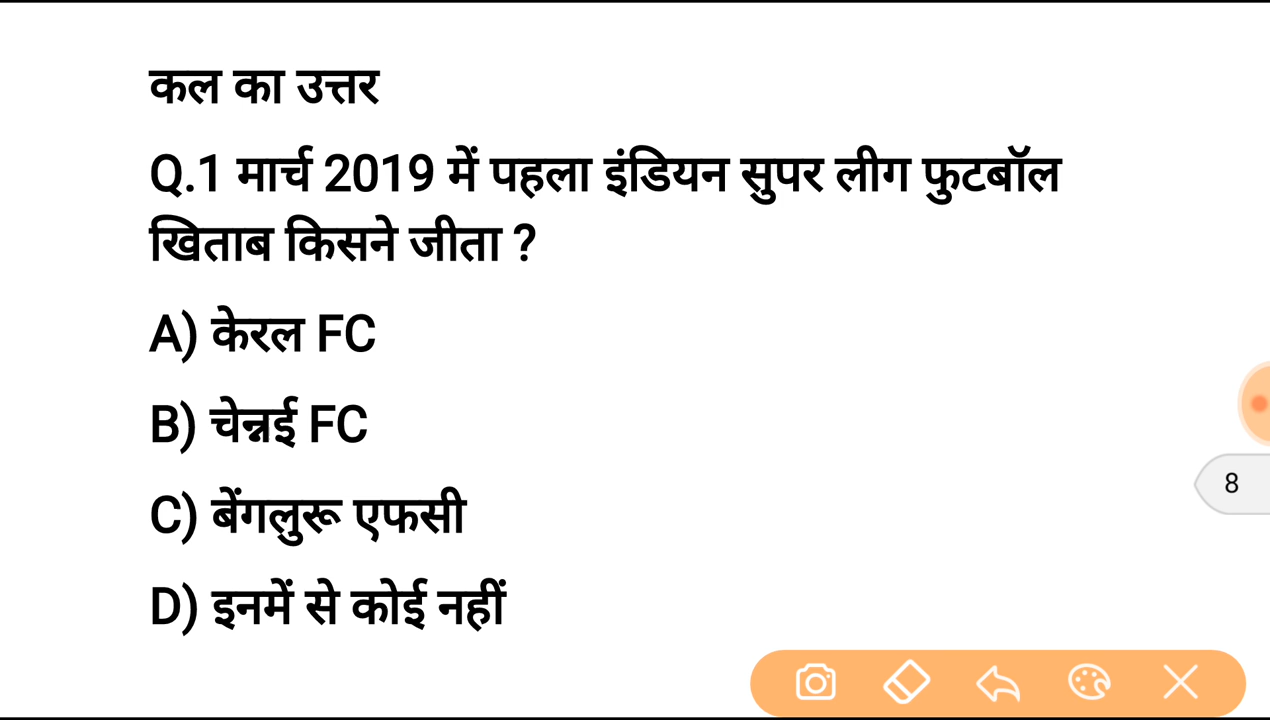 कल का उत्तर
Q.1 मार्च 2019 में पहला इंडियन सुपर लीग फुटबॉल
खिताब किसने जीता ?
A) केरल FC
B) चेन्नई FC
C) बेंगलुरू एफसी
D) इनमें से कोई नहीं
8